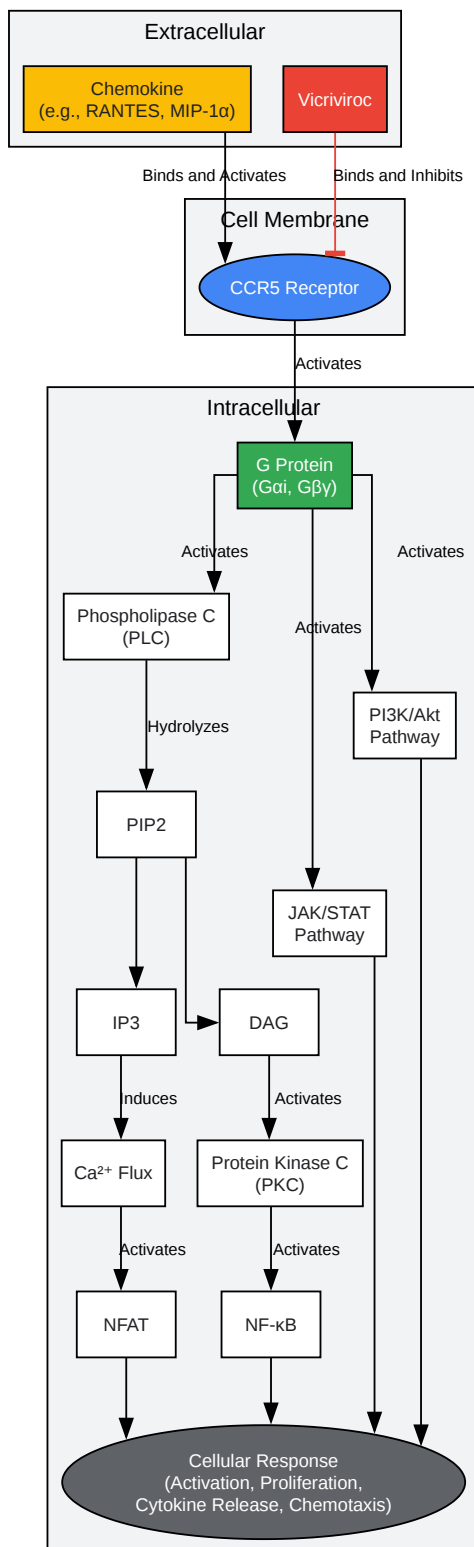 Extracellular
Chemokine
(e.g., RANTES, MIP-1α)
Vicriviroc
Binds and Activates
Binds and Inhibits
Cell Membrane
CCR5 Receptor
Activates
Intracellular
G Protein
(Gαi, Gβγ)
Activates
Activates
Activates
Phospholipase C
(PLC)
PI3K/Akt
Pathway
Hydrolyzes
PIP2
JAK/STAT
Pathway
IP3
DAG
Induces
Activates
Ca²⁺ Flux
Protein Kinase C
(PKC)
Activates
Activates
NFAT
NF-κB
Cellular Response
(Activation, Proliferation,
Cytokine Release, Chemotaxis)